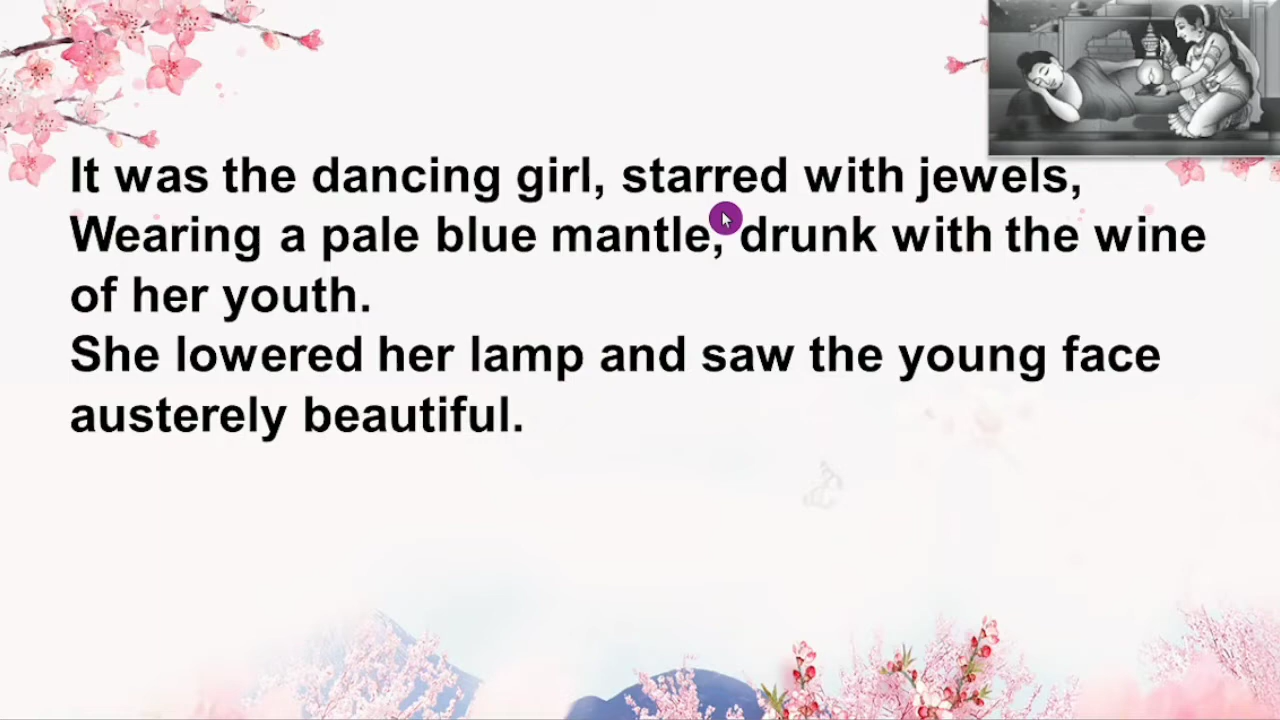 It was the dancing girl, starred with jewels,
Wearing a pale blue mantle, drunk with the wine
of her youth.
She lowered her lamp and saw the young face
austerely beautiful.